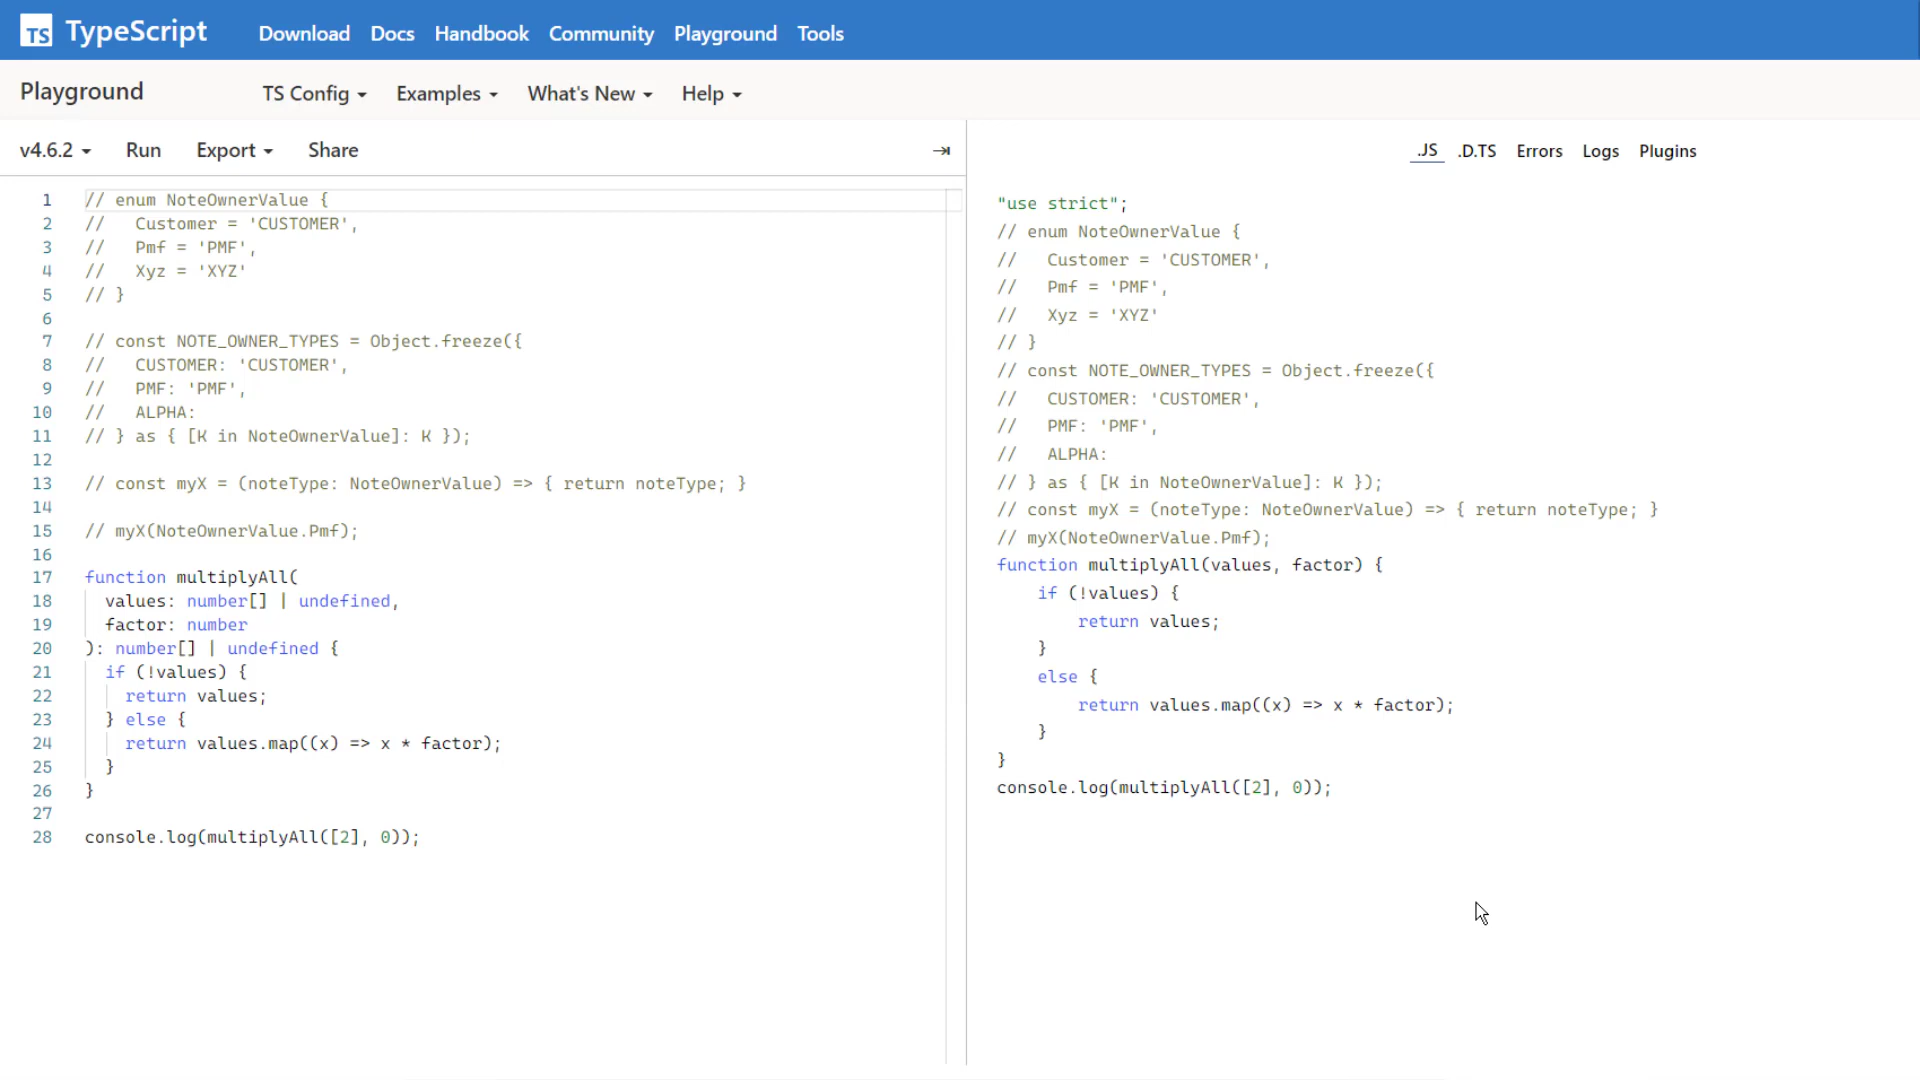 TS TypeScript Download Docs Handbook Community Playground Tools
Playground TS Config Examples What's New Help
v4.6.2 Run Export Share
.JS .D.TS Errors Logs Plugins
1 // enum NoteOwnerValue {
2 //   Customer = 'CUSTOMER',
3 //   Pmf = 'PMF',
4 //   Xyz = 'XYZ'
5 // }
6
7 // const NOTE_OWNER_TYPES = Object.freeze({
8 //   CUSTOMER: 'CUSTOMER',
9 //   PMF: 'PMF',
10 //   ALPHA:
11 // } as { [K in NoteOwnerValue]: K });
12
13 // const myX = (noteType: NoteOwnerValue) => { return noteType; }
14
15 // myX(NoteOwnerValue.Pmf);
16
17 function multiplyAll(
18   values: number[] | undefined,
19   factor: number
20 ): number[] | undefined {
21   if (!values) {
22     return values;
23   } else {
24     return values.map((x) => x * factor);
25   }
26 }
27
28 console.log(multiplyAll([2], 0));
"use strict";
// enum NoteOwnerValue {
//   Customer = 'CUSTOMER',
//   Pmf = 'PMF',
//   Xyz = 'XYZ'
// }
// const NOTE_OWNER_TYPES = Object.freeze({
//   CUSTOMER: 'CUSTOMER',
//   PMF: 'PMF',
//   ALPHA:
// } as { [K in NoteOwnerValue]: K });
// const myX = (noteType: NoteOwnerValue) => { return noteType; }
// myX(NoteOwnerValue.Pmf);
function multiplyAll(values, factor) {
    if (!values) {
        return values;
    }
    else {
        return values.map((x) => x * factor);
    }
}
console.log(multiplyAll([2], 0));